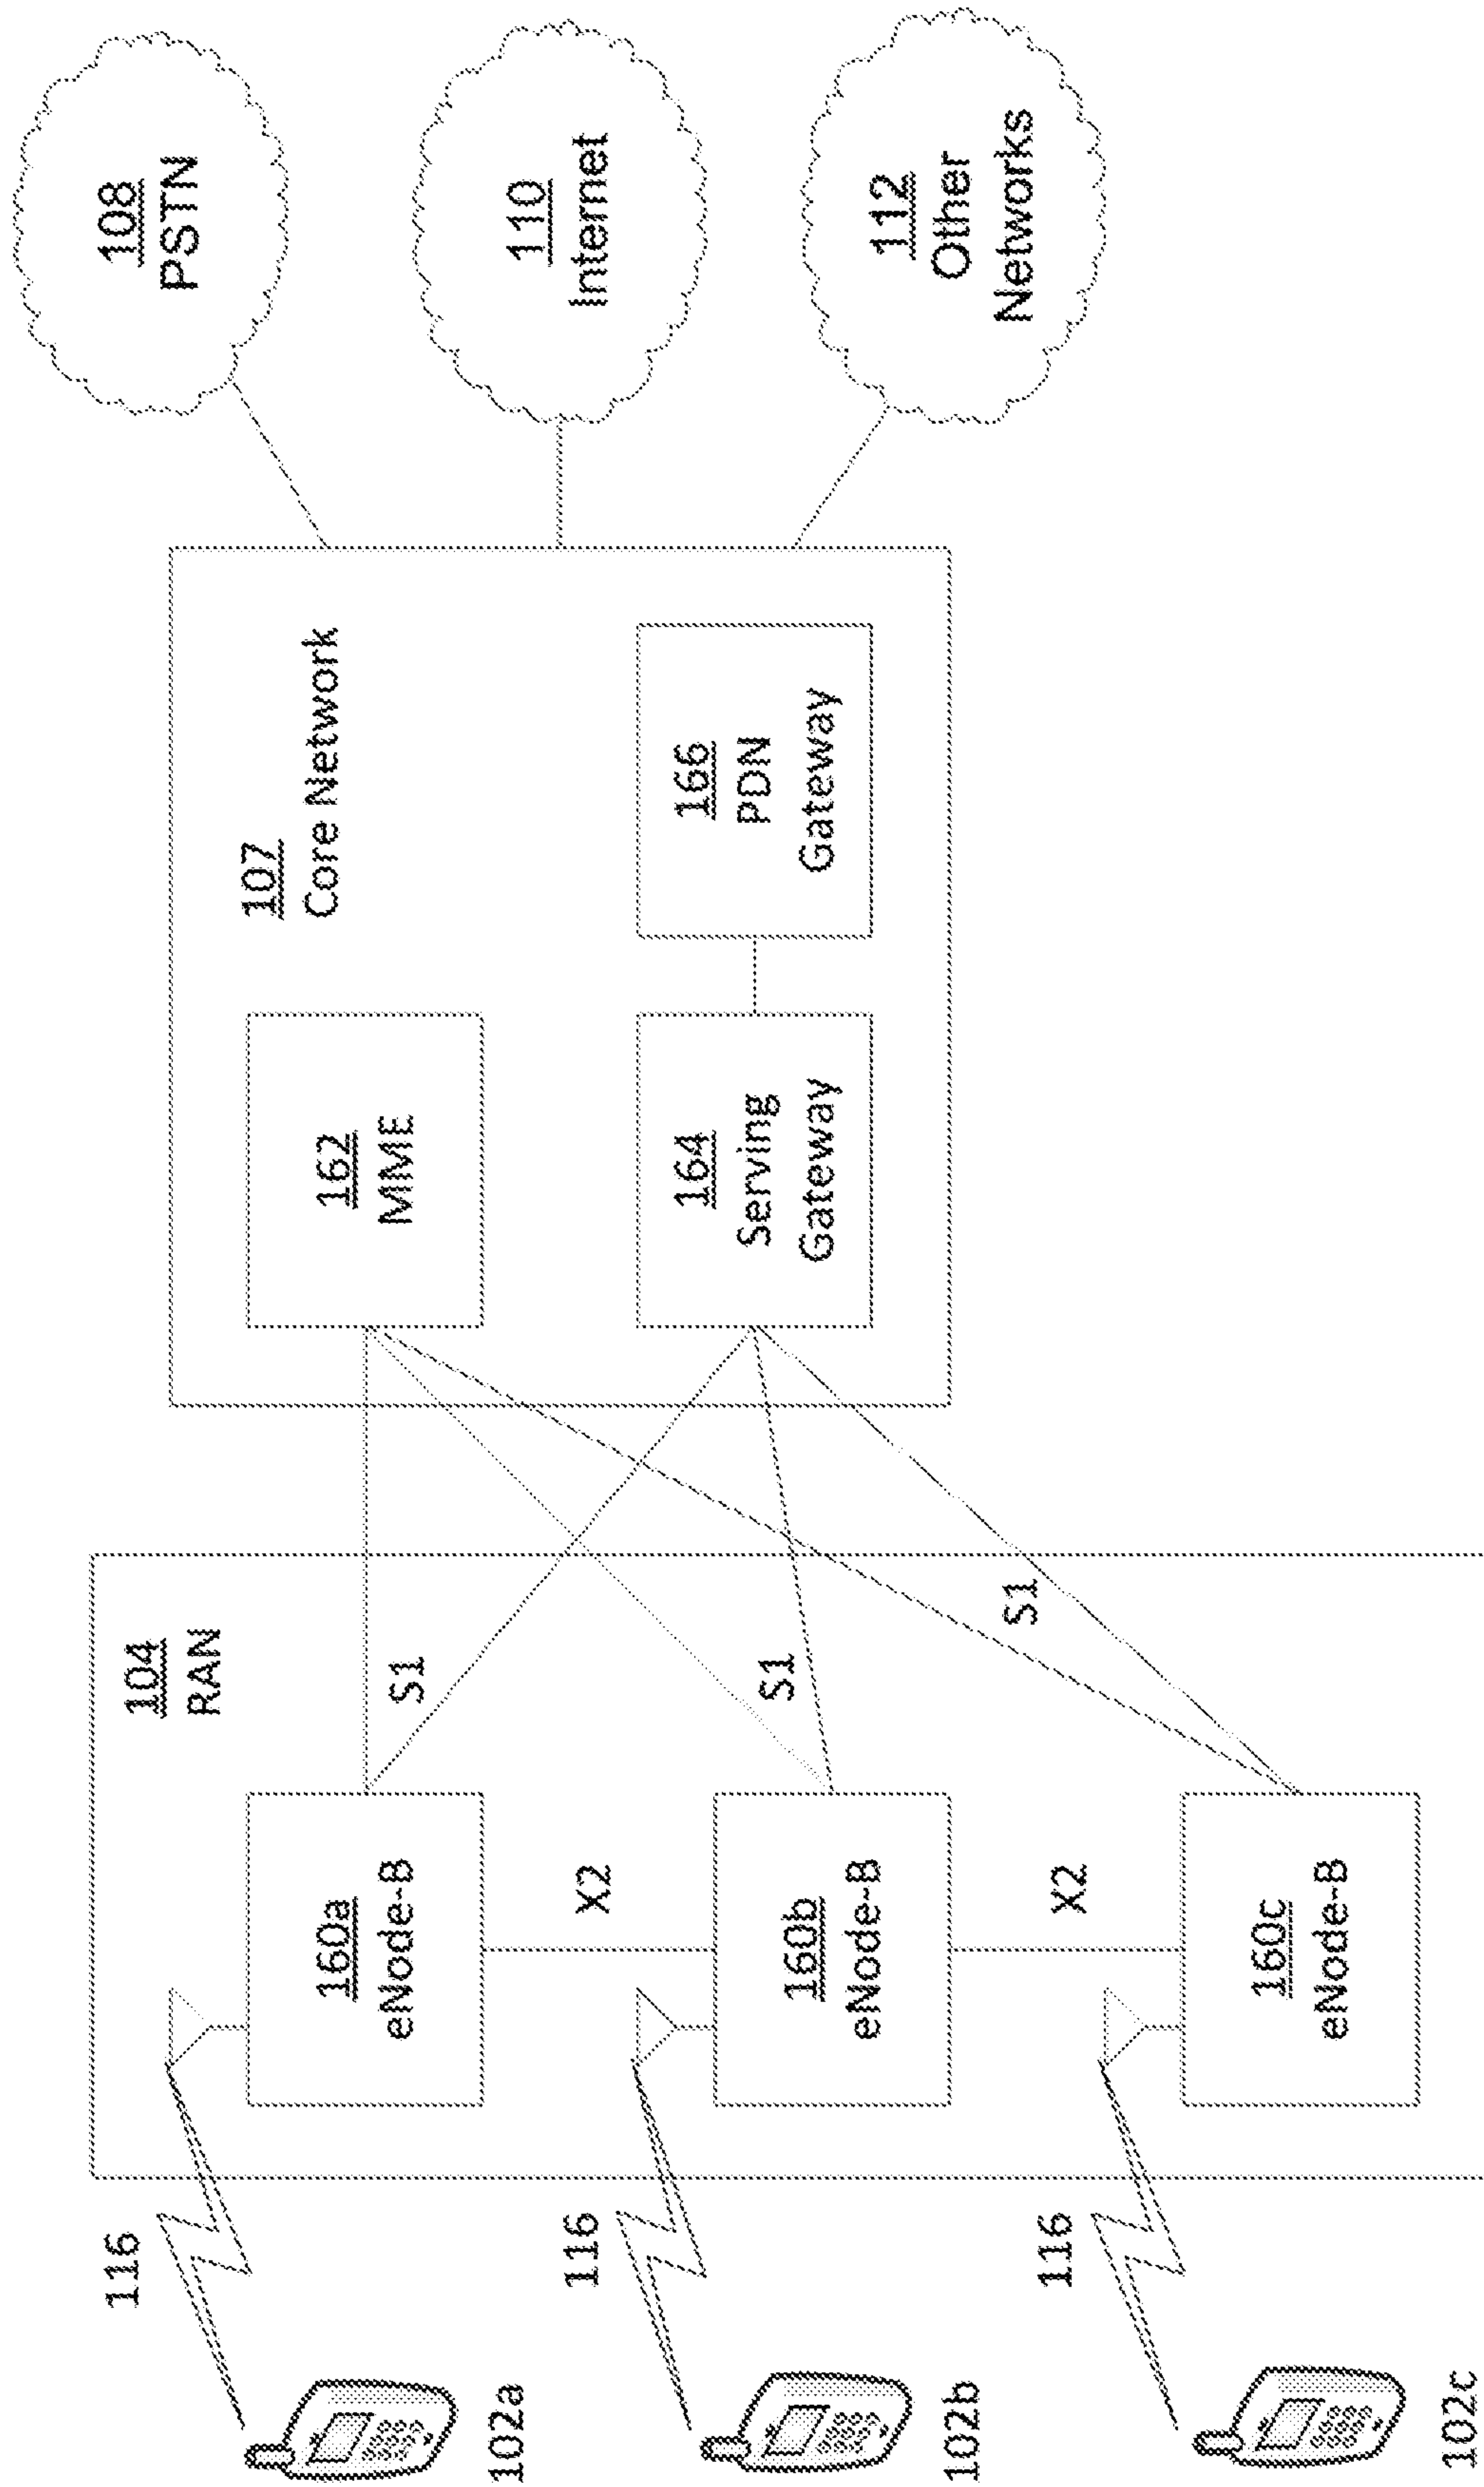 116
102a
116
102b
116
102c
104
RAN
160a
eNode-B
X2
160b
eNode-B
X2
160c
eNode-B
S1
S1
S1
107
Core Network
162
MME
164
Serving
Gateway
166
PDN
Gateway
108
PSTN
110
Internet
112
Other
Networks